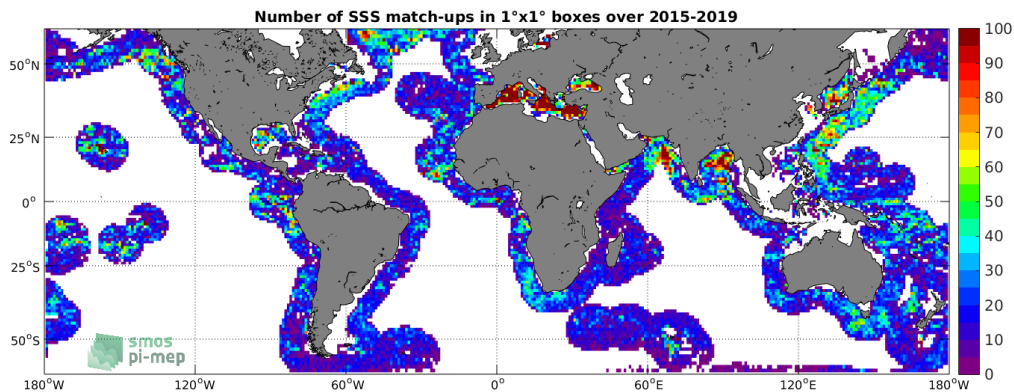 Number of SSS match-ups in 1°x1° boxes over 2015-2019
50°N
25°N
0°
25°S
50°S
180°W
120°W
60°W
0°
60°E
120°E
180°W
100
90
80
70
60
50
40
30
20
10
0
smos
pi-mep